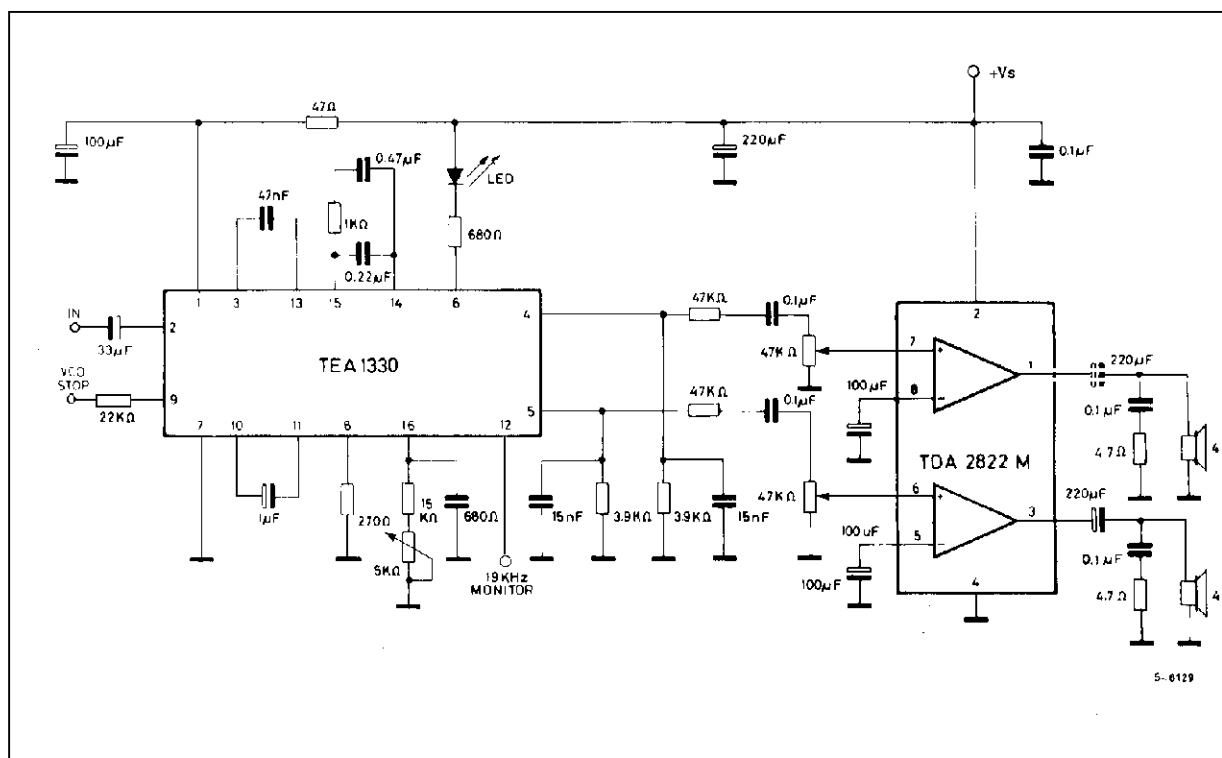 +Vs
47Ω
100µF
220µF
0.1µF
0.47µF
LED
47nF
1KΩ
680Ω
0.22µF
1
3
13
15
14
6
IN
2
33µF
TEA1330
VCO
STOP
22KΩ
9
4
5
7
10
11
8
16
12
1µF
270Ω
15
KΩ
5KΩ
680Ω
19KHz
MONITOR
15nF
3.9KΩ
3.9KΩ
15nF
47KΩ
0.1µF
47KΩ
47KΩ
0.1µF
47KΩ
2
7
1
100µF
8
TDA 2822 M
6
3
100µF
5
100µF
4
220µF
0.1µF
4.7Ω
4
220µF
0.1µF
4.7Ω
4
S-6129